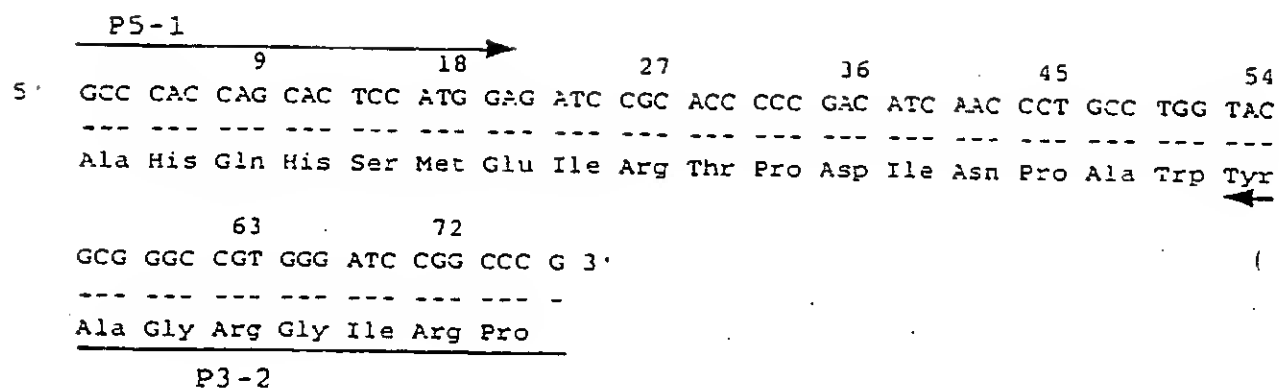 P5-1
9 18 27 36 45 54
5' GCC CAC CAG CAC TCC ATG GAG ATC CGC ACC CCC GAC ATC AAC CCT GCC TGG TAC
--- --- --- --- --- --- --- --- --- --- --- --- --- --- --- --- --- ---
Ala His Gln His Ser Met Glu Ile Arg Thr Pro Asp Ile Asn Pro Ala Trp Tyr
63 72
GCG GGC CGT GGG ATC CGG CCC G 3'
--- --- --- --- --- --- --- -
Ala Gly Arg Gly Ile Arg Pro
P3-2